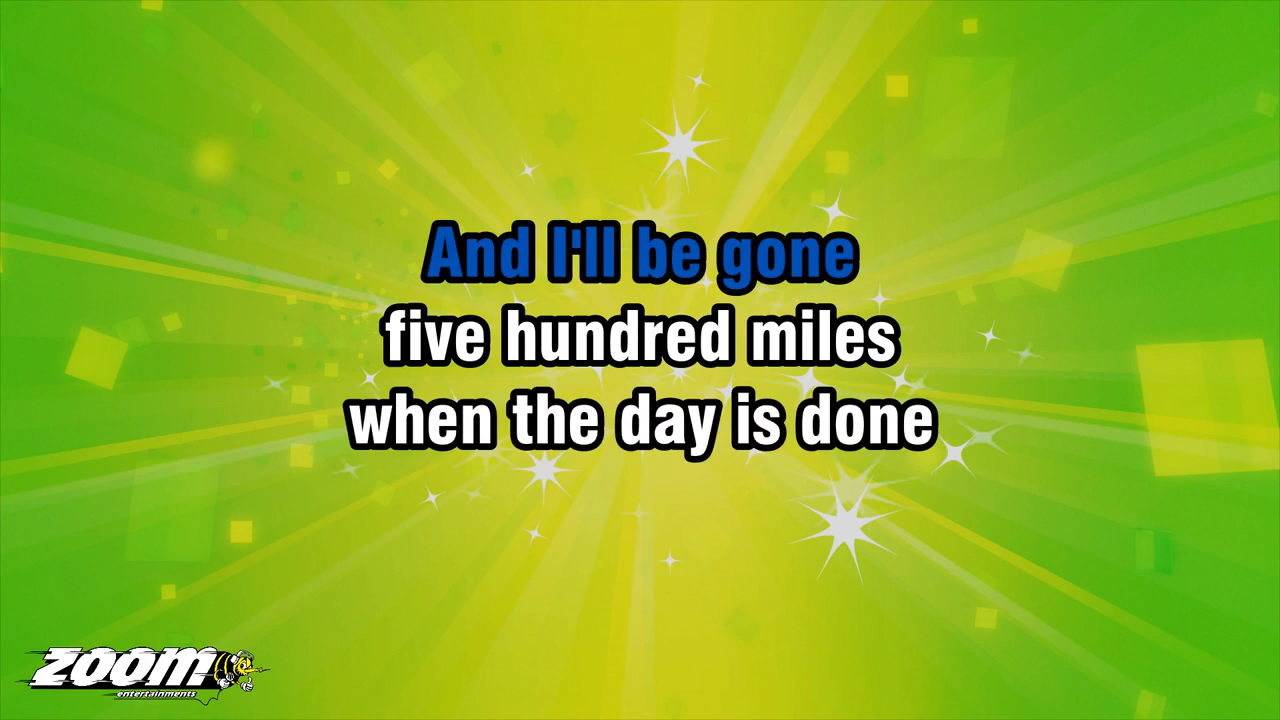 And I'll be gone
five hundred miles
when the day is done
zoom
entertainments